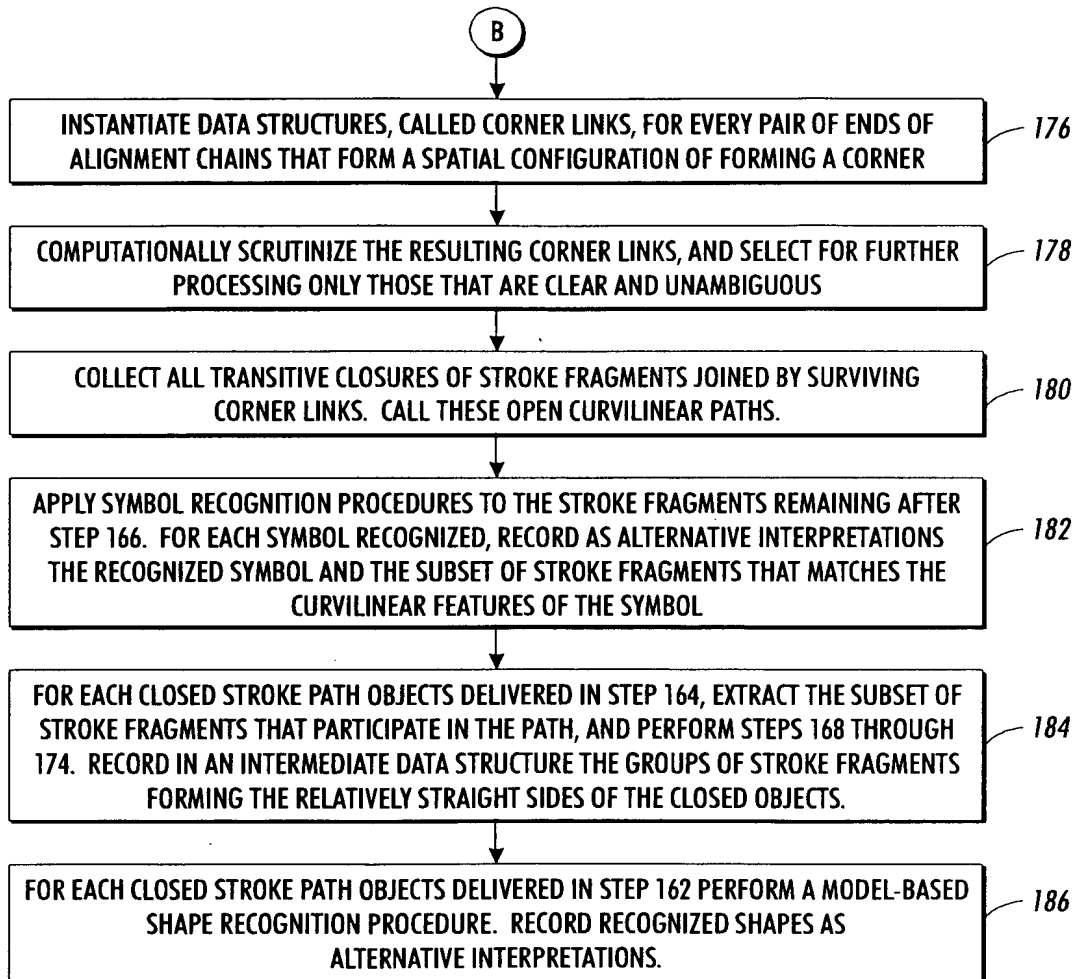 B
INSTANTIATE DATA STRUCTURES, CALLED CORNER LINKS, FOR EVERY PAIR OF ENDS OF
ALIGNMENT CHAINS THAT FORM A SPATIAL CONFIGURATION OF FORMING A CORNER
176
COMPUTATIONALLY SCRUTINIZE THE RESULTING CORNER LINKS, AND SELECT FOR FURTHER
PROCESSING ONLY THOSE THAT ARE CLEAR AND UNAMBIGUOUS
178
COLLECT ALL TRANSITIVE CLOSURES OF STROKE FRAGMENTS JOINED BY SURVIVING
CORNER LINKS. CALL THESE OPEN CURVILINEAR PATHS.
180
APPLY SYMBOL RECOGNITION PROCEDURES TO THE STROKE FRAGMENTS REMAINING AFTER
STEP 166. FOR EACH SYMBOL RECOGNIZED, RECORD AS ALTERNATIVE INTERPRETATIONS
THE RECOGNIZED SYMBOL AND THE SUBSET OF STROKE FRAGMENTS THAT MATCHES THE
CURVILINEAR FEATURES OF THE SYMBOL
182
FOR EACH CLOSED STROKE PATH OBJECTS DELIVERED IN STEP 164, EXTRACT THE SUBSET OF
STROKE FRAGMENTS THAT PARTICIPATE IN THE PATH, AND PERFORM STEPS 168 THROUGH
174. RECORD IN AN INTERMEDIATE DATA STRUCTURE THE GROUPS OF STROKE FRAGMENTS
FORMING THE RELATIVELY STRAIGHT SIDES OF THE CLOSED OBJECTS.
184
FOR EACH CLOSED STROKE PATH OBJECTS DELIVERED IN STEP 162 PERFORM A MODEL-BASED
SHAPE RECOGNITION PROCEDURE. RECORD RECOGNIZED SHAPES AS
ALTERNATIVE INTERPRETATIONS.
186